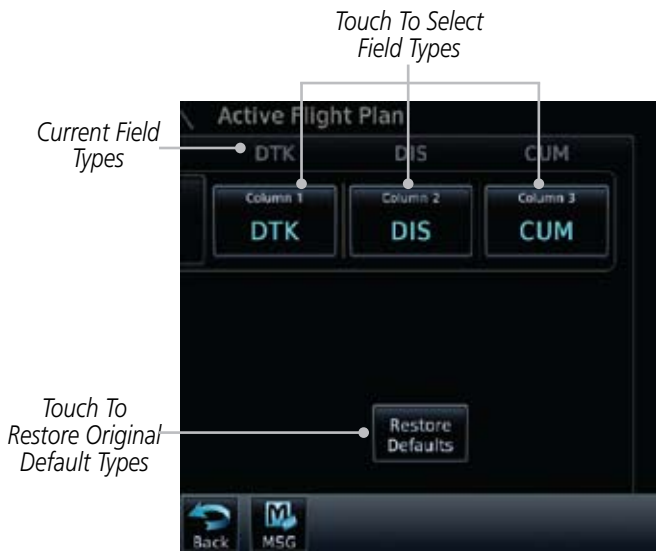 Touch To Select
Field Types
Current Field
Types
Active Flight Plan
DTK DIS CUM
Column 1 Column 2 Column 3
DTK DIS CUM
Touch To
Restore Original
Default Types
Restore
Defaults
Back MSG